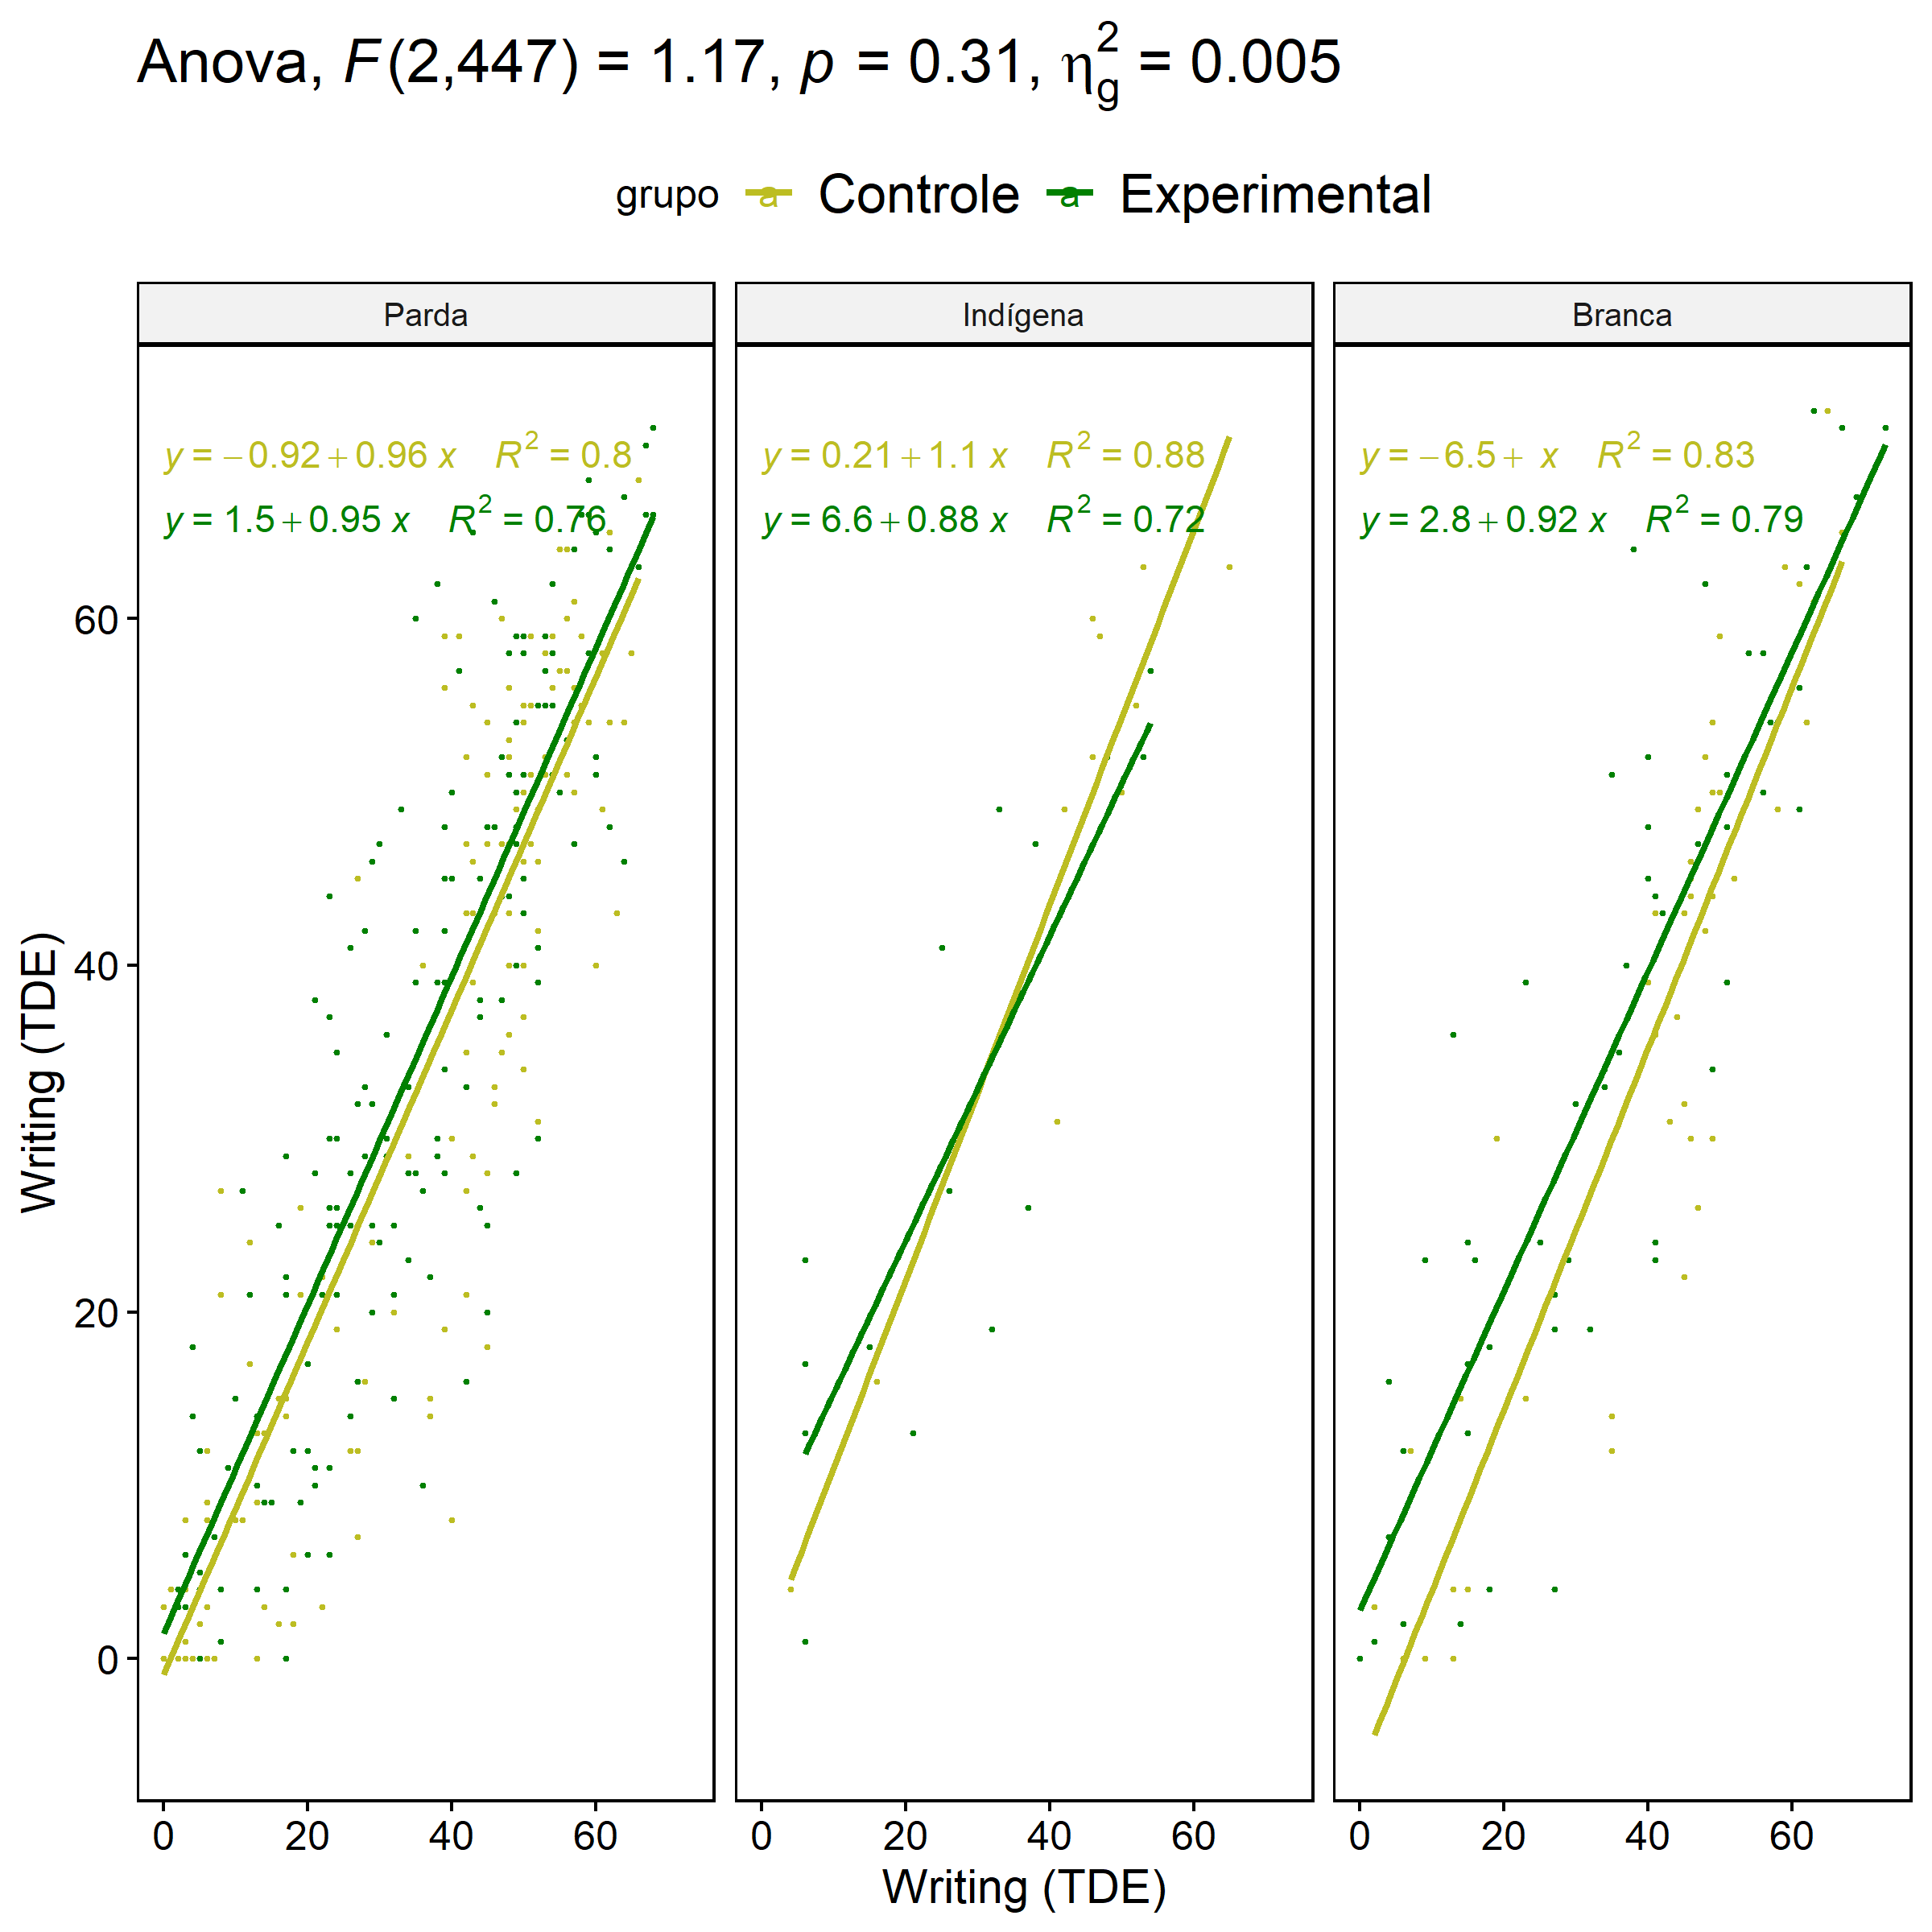 Anova, F(2,447) = 1.17, p = 0.31, η²g = 0.005
grupo a Controle a Experimental
Parda Indígena Branca
y = −0.92 + 0.96 x R² = 0.8
y = 1.5 + 0.95 x R² = 0.76
y = 0.21 + 1.1 x R² = 0.88
y = 6.6 + 0.88 x R² = 0.72
y = −6.5 + x R² = 0.83
y = 2.8 + 0.92 x R² = 0.79
60
40
20
0
Writing (TDE)
0 20 40 60 0 20 40 60 0 20 40 60
Writing (TDE)